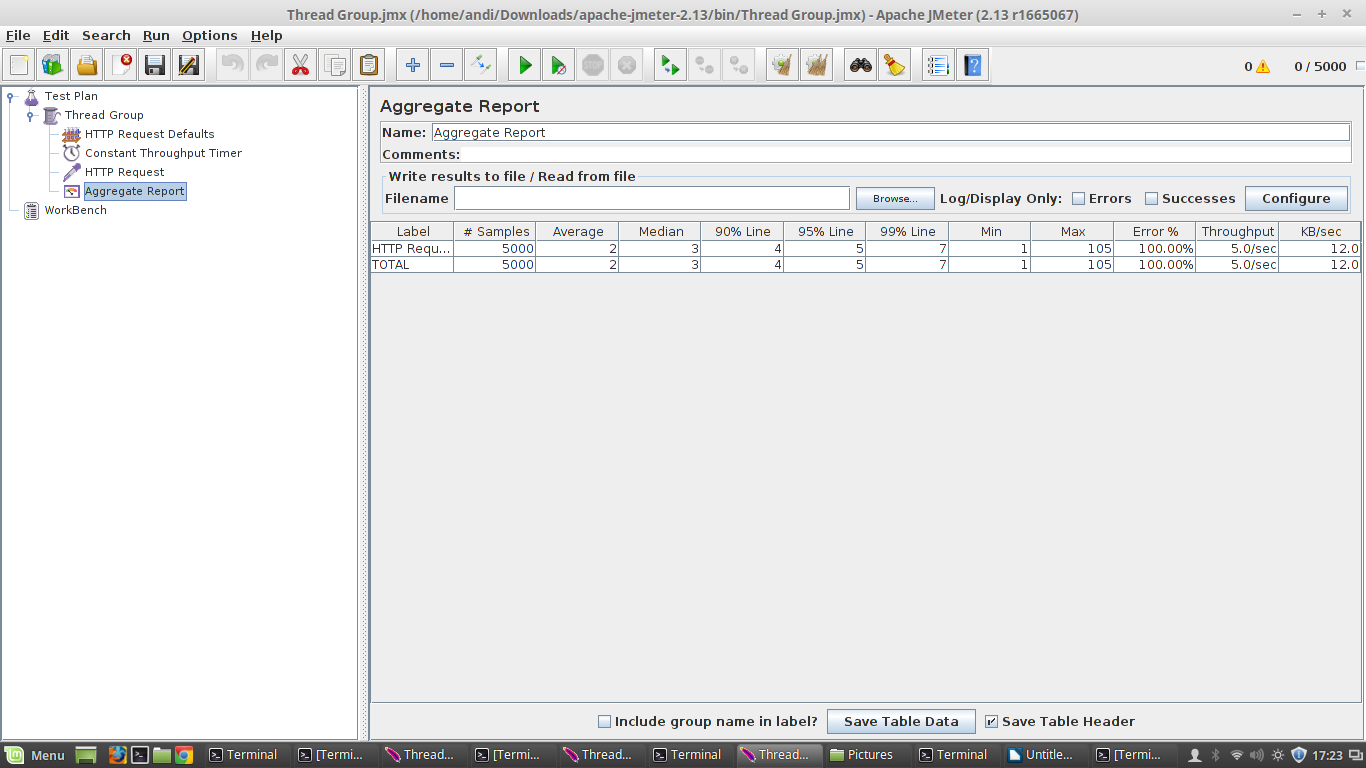 Thread Group.jmx (/home/andi/Downloads/apache-jmeter-2.13/bin/Thread Group.jmx) - Apache JMeter (2.13 r1665067)
File Edit Search Run Options Help
0 0 / 5000
Test Plan
Thread Group
HTTP Request Defaults
Constant Throughput Timer
HTTP Request
Aggregate Report
WorkBench
Aggregate Report
Name: Aggregate Report
Comments:
Write results to file / Read from file
Filename Browse... Log/Display Only: Errors Successes Configure
Label # Samples Average Median 90% Line 95% Line 99% Line Min Max Error % Throughput KB/sec
HTTP Requ... 5000 2 3 4 5 7 1 105 100.00% 5.0/sec 12.0
TOTAL 5000 2 3 4 5 7 1 105 100.00% 5.0/sec 12.0
Include group name in label? Save Table Data Save Table Header
Menu Terminal [Termi... Thread... [Termi... Thread... Terminal Thread... Pictures Terminal Untitle... [Termi... 17:23